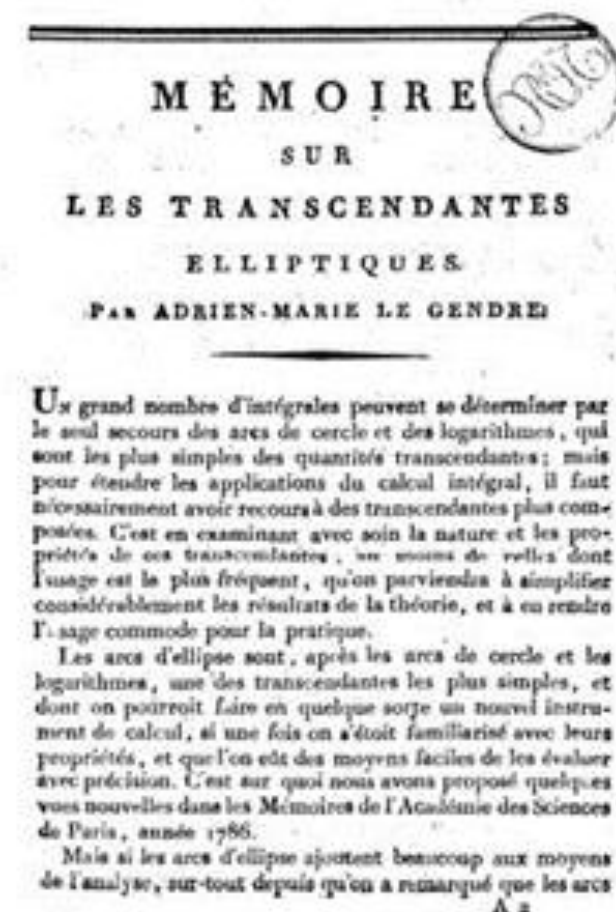 MÉMOIRE
SUR
LES TRANSCENDANTES
ELLIPTIQUES.
PAR ADRIEN-MARIE LE GENDRE;
Un grand nombre d'intégrales peuvent se déterminer par
le seul secours des arcs de cercle et des logarithmes, qui
sont les plus simples des quantités transcendantes; mais
pour étendre les applications du calcul intégral, il faut
nécessairement avoir recours à des transcendantes plus com-
posées. C'est en examinant avec soin la nature et les pro-
priétés de ces transcendantes, au moins de celles dont
l'usage est le plus fréquent, qu'on parviendra à simplifier
considérablement les résultats de la théorie, et à en rendre
l'usage commode pour la pratique.
Les arcs d'ellipse sont, après les arcs de cercle et les
logarithmes, une des transcendantes les plus simples, et
dont on pourroit faire en quelque sorte un nouvel instru-
ment de calcul, si une fois on s'étoit familiarisé avec leurs
propriétés, et que l'on eût des moyens faciles de les évaluer
avec précision. C'est sur quoi nous avons proposé quelques
vues nouvelles dans les Mémoires de l'Académie des Sciences
de Paris, année 1786.
Mais si les arcs d'ellipse ajoutent beaucoup aux moyens
de l'analyse, sur-tout depuis qu'on a remarqué que les arcs
A 2